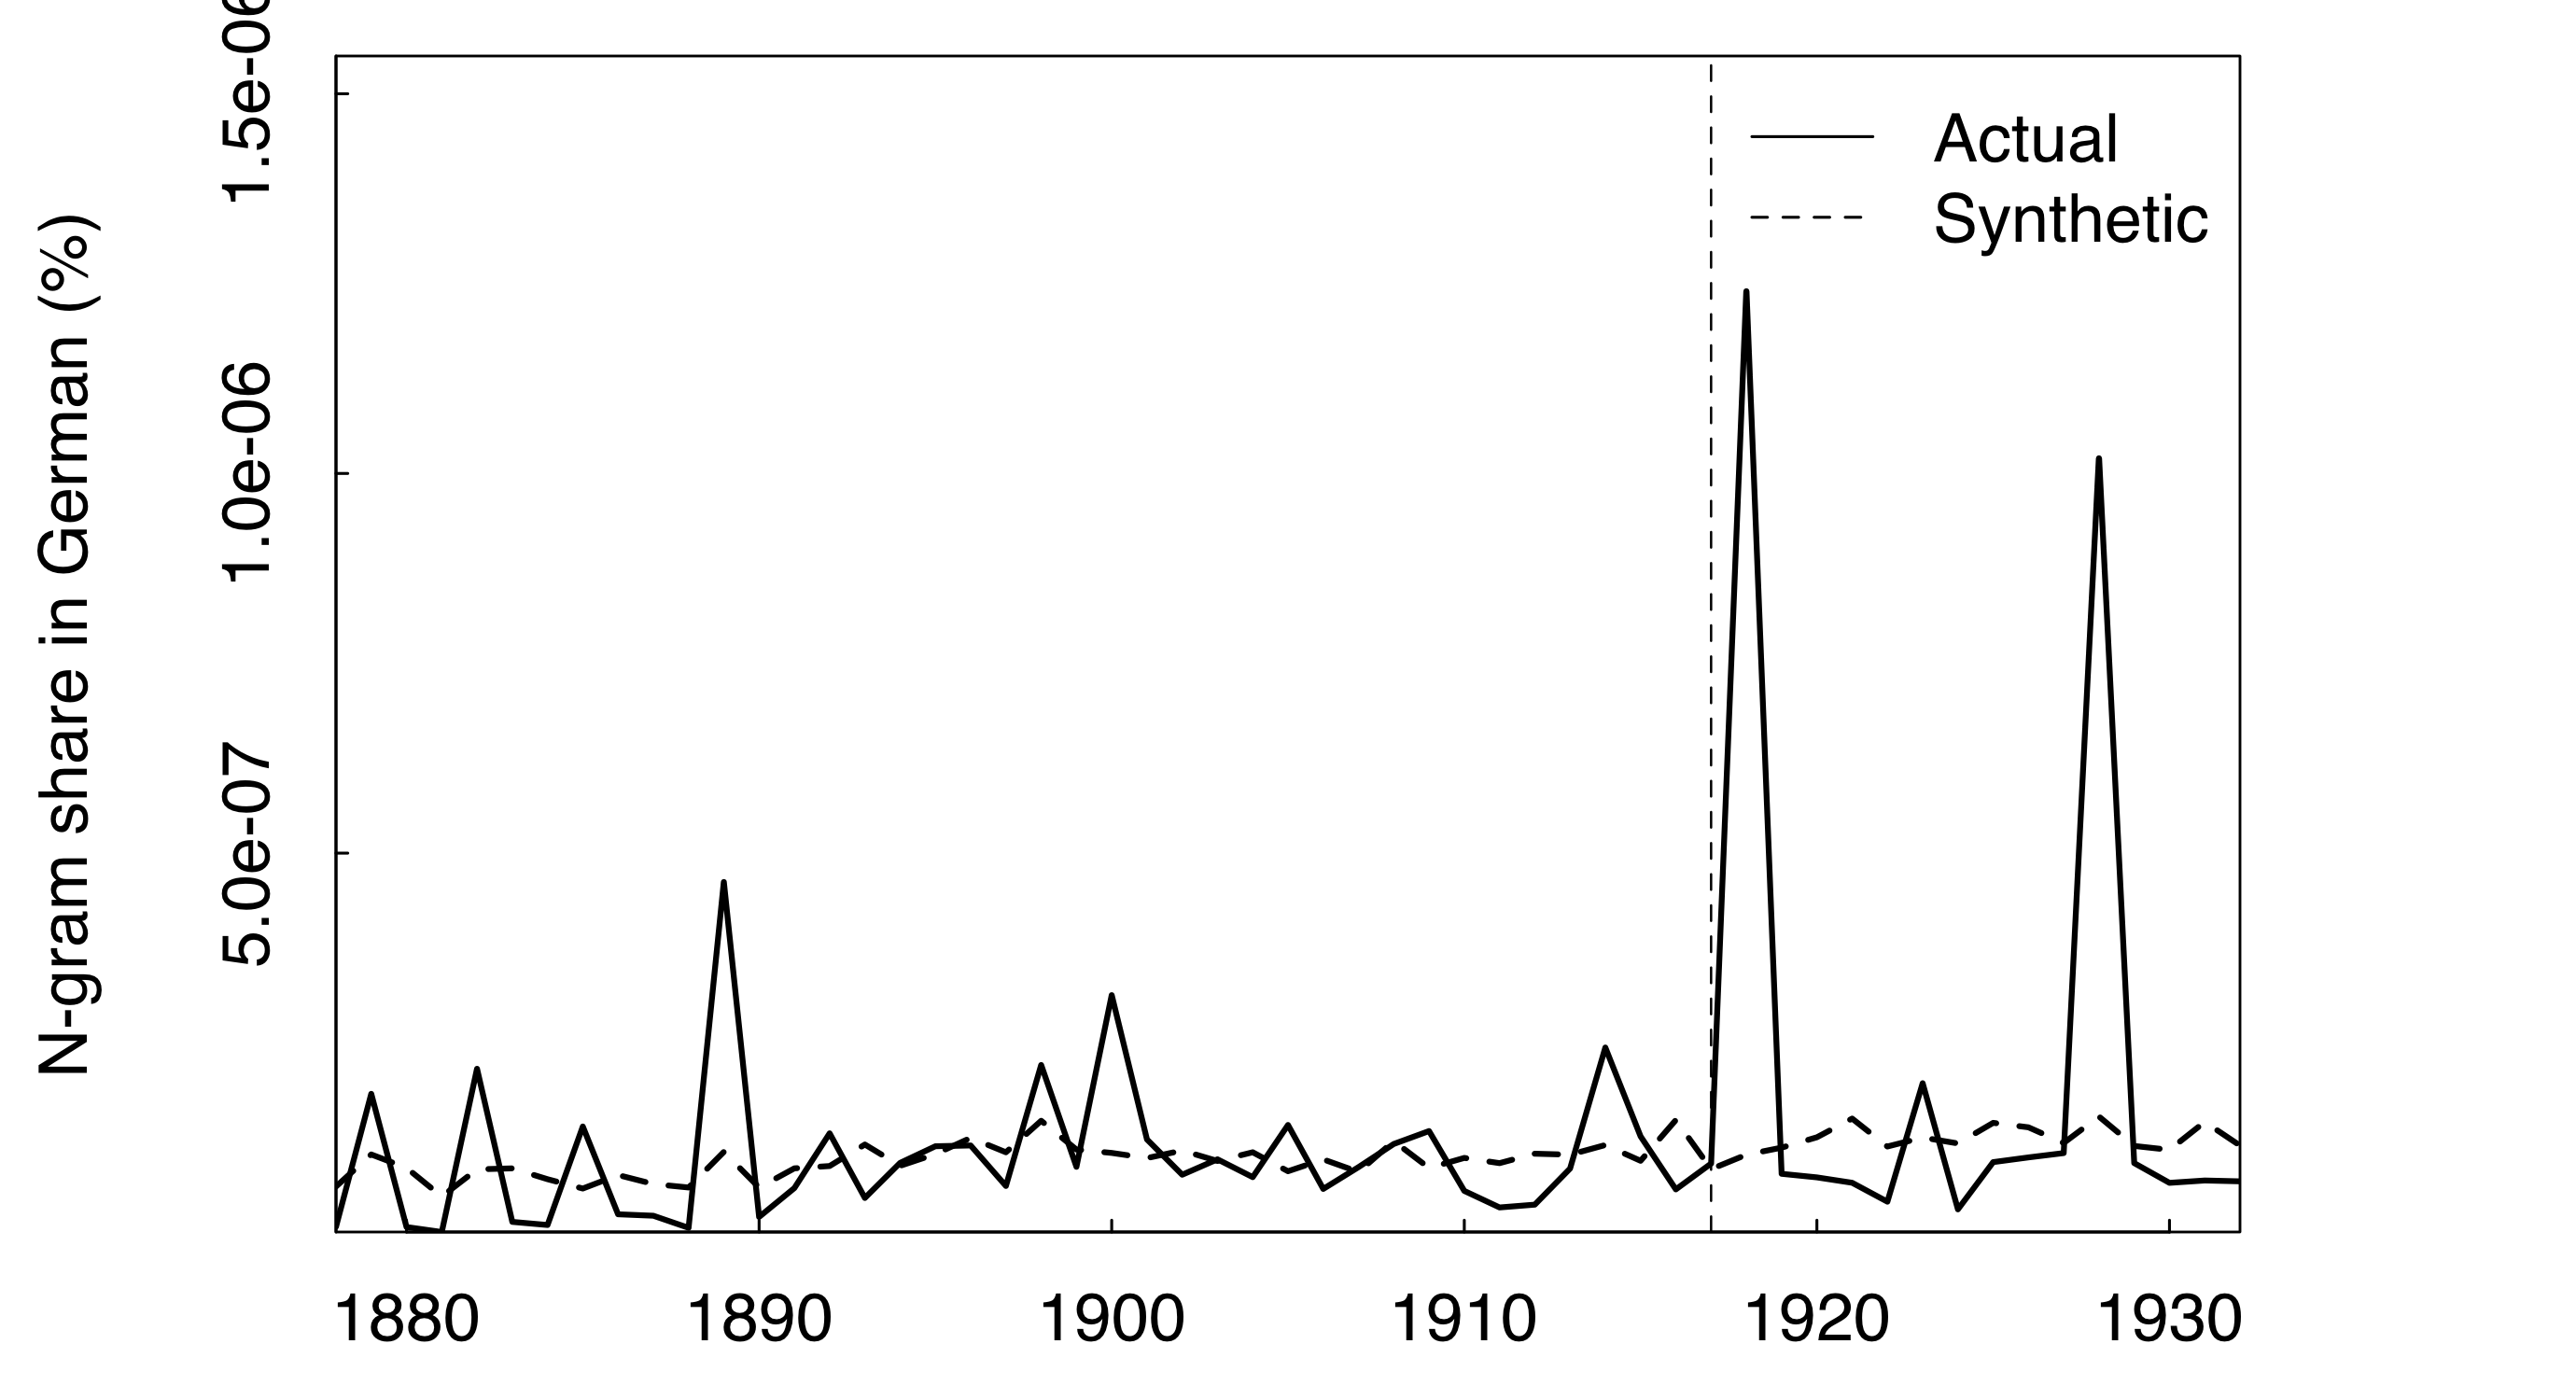 N-gram share in German (%)
1.5e-06
1.0e-06
5.0e-07
Actual
Synthetic
1880 1890 1900 1910 1920 1930